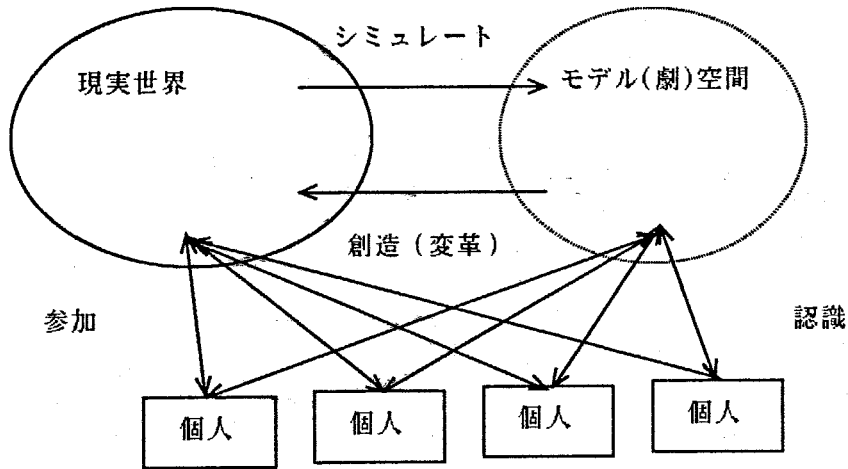 シミュレート
現実世界
モデル(劇)空間
創造(変革)
参加
認識
個人
個人
個人
個人